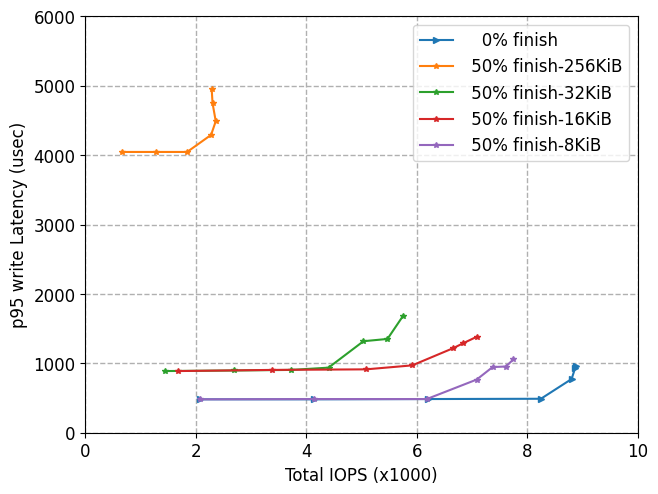 6000
5000
4000
3000
2000
1000
0
0 2 4 6 8 10
p95 write Latency (usec)
Total IOPS (x1000)
0% finish
50% finish-256KiB
50% finish-32KiB
50% finish-16KiB
50% finish-8KiB